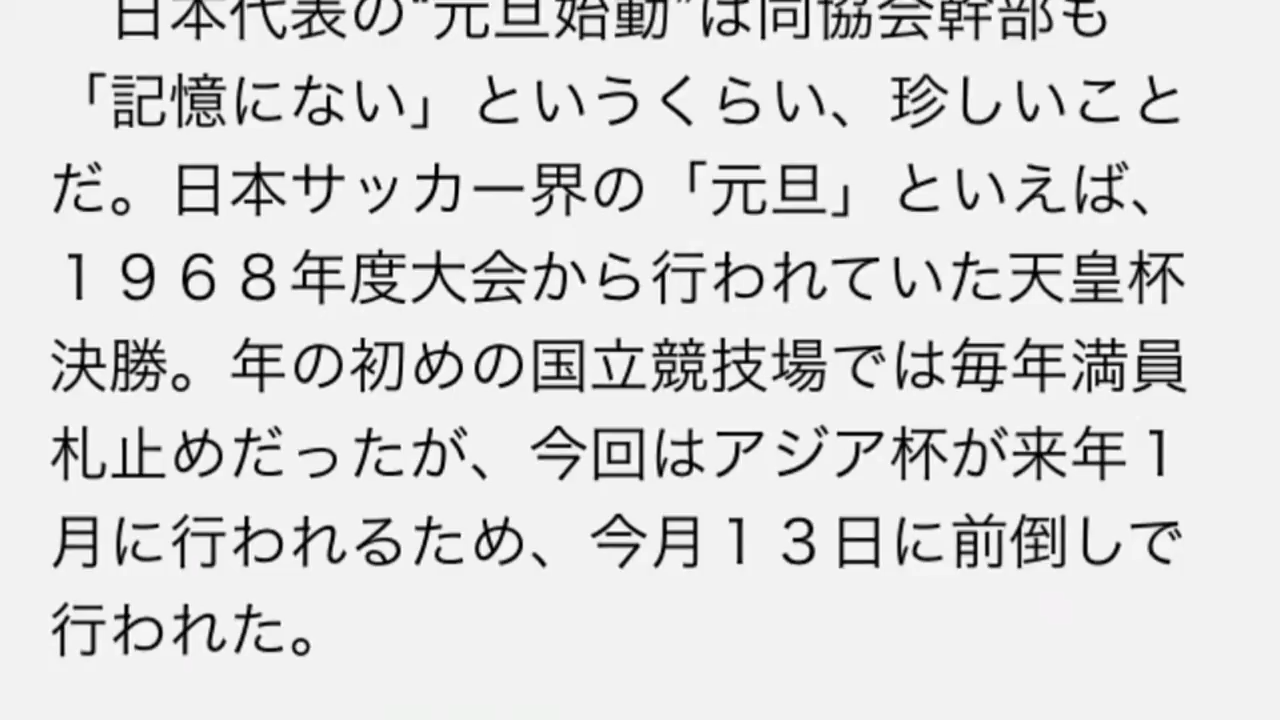 日本代表の“元旦始動”は同協会幹部も
「記憶にない」というくらい、珍しいこと
だ。日本サッカー界の「元旦」といえば、
１９６８年度大会から行われていた天皇杯
決勝。年の初めの国立競技場では毎年満員
札止めだったが、今回はアジア杯が来年１
月に行われるため、今月１３日に前倒しで
行われた。